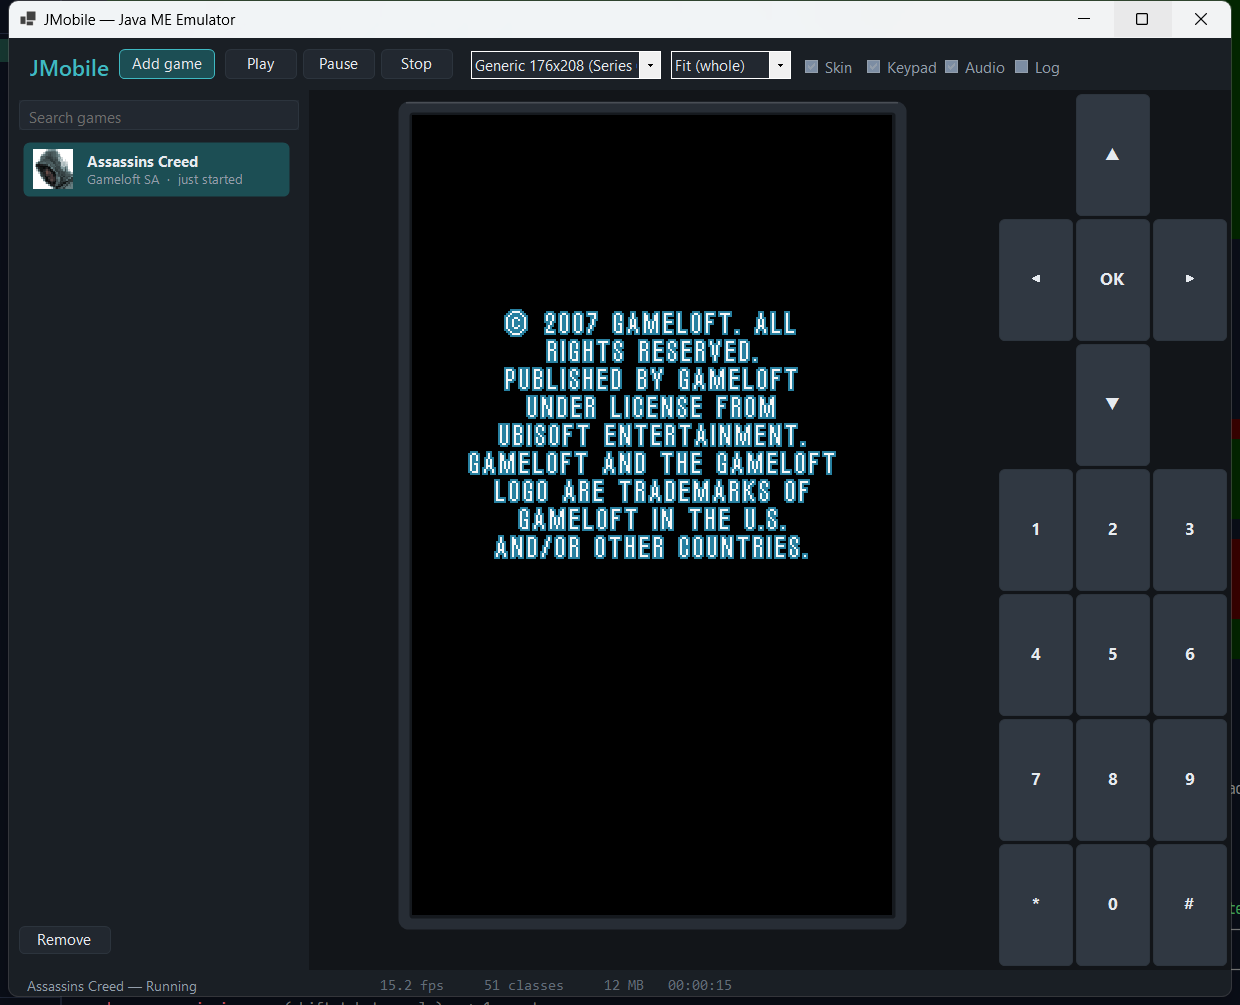 JMobile — Java ME Emulator
JMobile
Add game
Play
Pause
Stop
Generic 176x208 (Series
Fit (whole)
Skin
Keypad
Audio
Log
Search games
Assassins Creed
Gameloft SA · just started
© 2007 GAMELOFT. ALL
RIGHTS RESERVED.
PUBLISHED BY GAMELOFT
UNDER LICENSE FROM
UBISOFT ENTERTAINMENT.
GAMELOFT AND THE GAMELOFT
LOGO ARE TRADEMARKS OF
GAMELOFT IN THE U.S.
AND/OR OTHER COUNTRIES.
▲
◄ OK ►
▼
1 2 3
4 5 6
7 8 9
* 0 #
Remove
Assassins Creed — Running
15.2 fps
51 classes
12 MB
00:00:15